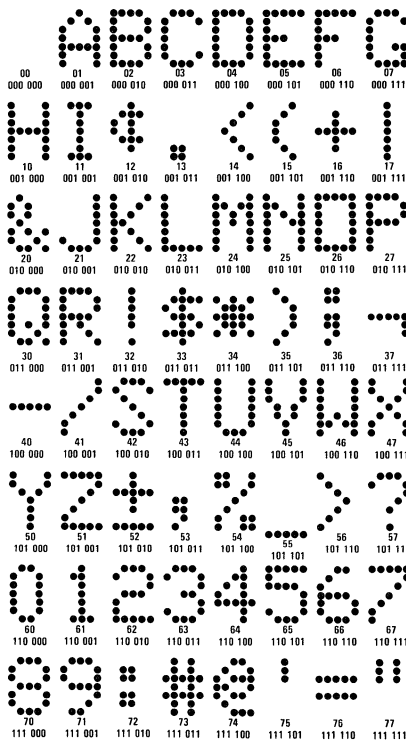 A B C D E F G
00 01 02 03 04 05 06 07
000 000 000 001 000 010 000 011 000 100 000 101 000 110 000 111
H I ¢ . < ( + |
10 11 12 13 14 15 16 17
001 000 001 001 001 010 001 011 001 100 001 101 001 110 001 111
& J K L M N O P
20 21 22 23 24 25 26 27
010 000 010 001 010 010 010 011 010 100 010 101 010 110 010 111
Q R ! $ * ) ; ¬
30 31 32 33 34 35 36 37
011 000 011 001 011 010 011 011 011 100 011 101 011 110 011 111
- / S T U V W X
40 41 42 43 44 45 46 47
100 000 100 001 100 010 100 011 100 100 100 101 100 110 100 111
Y Z ± , % _ > ?
50 51 52 53 54 55 56 57
101 000 101 001 101 010 101 011 101 100 101 101 101 110 101 111
0 1 2 3 4 5 6 7
60 61 62 63 64 65 66 67
110 000 110 001 110 010 110 011 110 100 110 101 110 110 110 111
8 9 : # @ ' = "
70 71 72 73 74 75 76 77
111 000 111 001 111 010 111 011 111 100 111 101 111 110 111 111